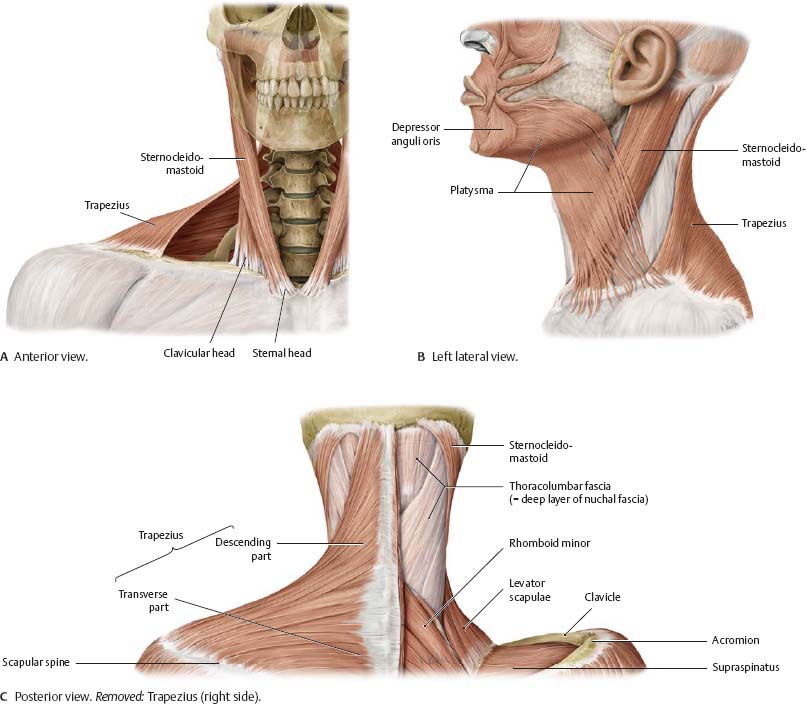 Sternocleido-
mastoid
Trapezius
Clavicular head
Sternal head
A Anterior view.
Depressor
anguli oris
Platysma
Sternocleido-
mastoid
Trapezius
B Left lateral view.
Sternocleido-
mastoid
Thoracolumbar fascia
(= deep layer of nuchal fascia)
Trapezius
Descending
part
Rhomboid minor
Transverse
part
Levator
scapulae
Clavicle
Acromion
Scapular spine
Supraspinatus
C Posterior view. Removed: Trapezius (right side).